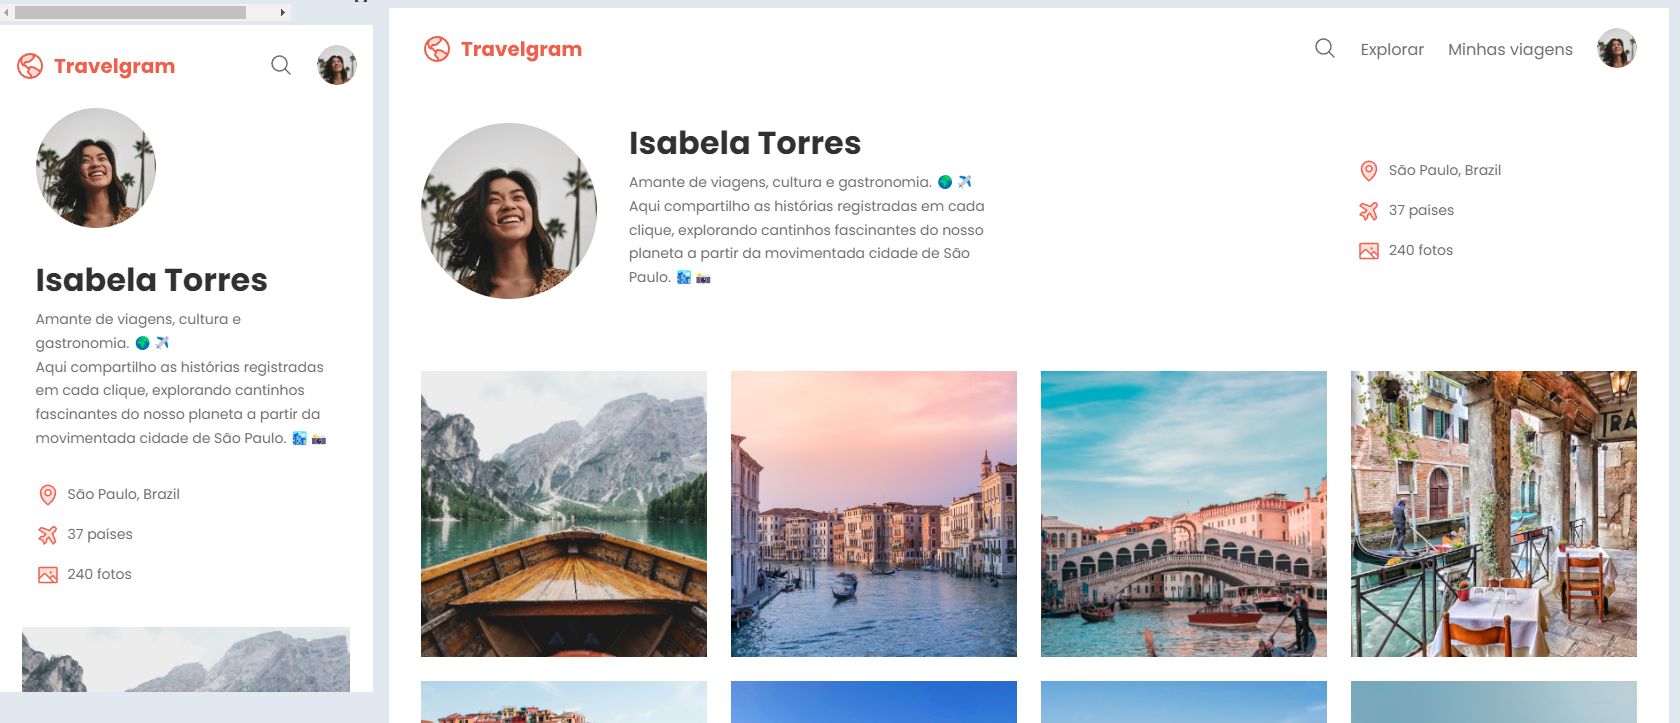 Travelgram
Isabela Torres
Amante de viagens, cultura e
gastronomia. 🌍 ✈️
Aqui compartilho as histórias registradas
em cada clique, explorando cantinhos
fascinantes do nosso planeta a partir da
movimentada cidade de São Paulo. 🏙️ 📸
São Paulo, Brazil
37 países
240 fotos
Travelgram
Explorar
Minhas viagens
Isabela Torres
Amante de viagens, cultura e gastronomia. 🌍 ✈️
Aqui compartilho as histórias registradas em cada
clique, explorando cantinhos fascinantes do nosso
planeta a partir da movimentada cidade de São
Paulo. 🏙️ 📸
São Paulo, Brazil
37 países
240 fotos
TRA